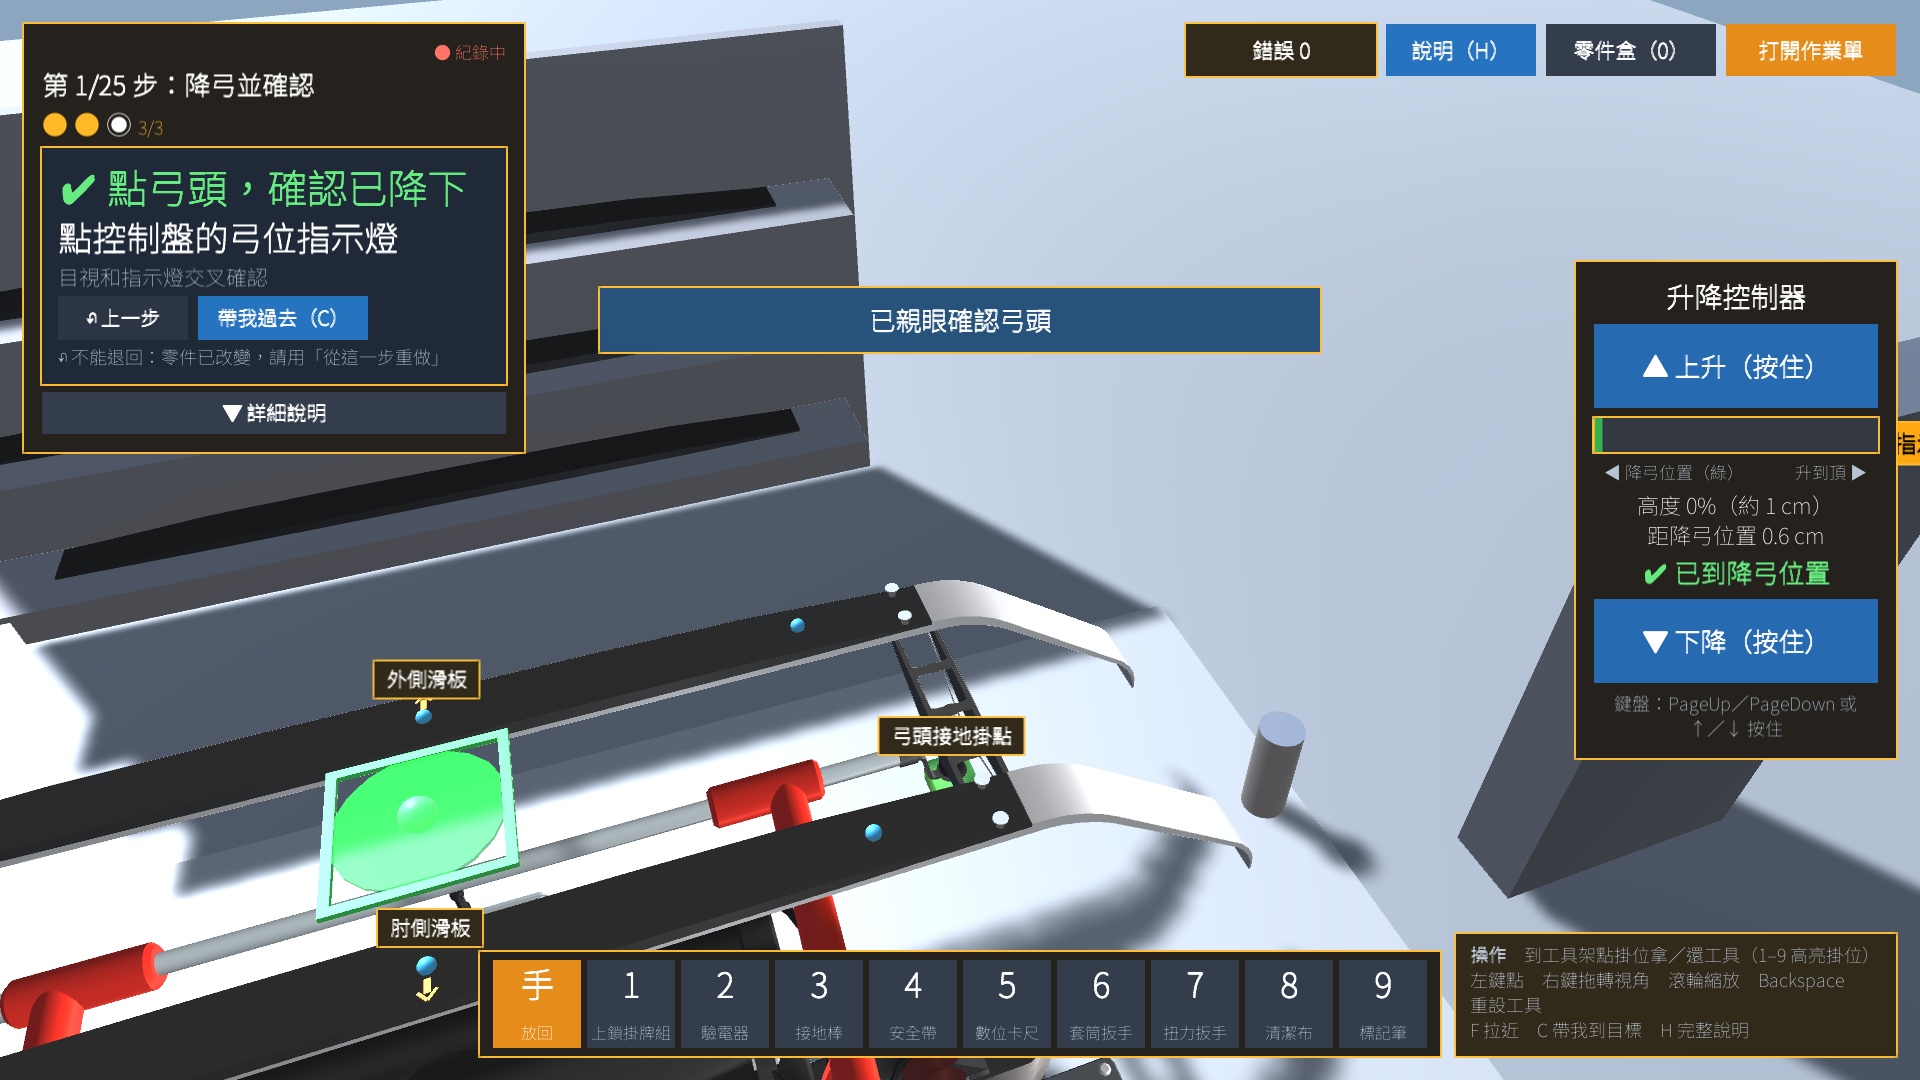 紀錄中
第 1/25 步：降弓並確認
3/3
✔ 點弓頭，確認已降下
點控制盤的弓位指示燈
目視和指示燈交叉確認
↶ 上一步
帶我過去（C）
↶ 不能退回：零件已改變，請用「從這一步重做」
▼ 詳細說明
錯誤 0
說明（H）
零件盒（0）
打開作業單
已親眼確認弓頭
升降控制器
▲ 上升（按住）
◀ 降弓位置（綠）
升到頂 ▶
高度 0%（約 1 cm）
距降弓位置 0.6 cm
✔ 已到降弓位置
▼ 下降（按住）
鍵盤：PageUp／PageDown 或
↑／↓ 按住
外側滑板
弓頭接地掛點
肘側滑板
手
放回
1
上鎖掛牌組
2
驗電器
3
接地棒
4
安全帶
5
數位卡尺
6
套筒扳手
7
扭力扳手
8
清潔布
9
標記筆
操作 到工具架點掛位拿／還工具（1–9 高亮掛位）
左鍵點 右鍵拖轉視角 滾輪縮放 Backspace
重設工具
F 拉近 C 帶我到目標 H 完整說明